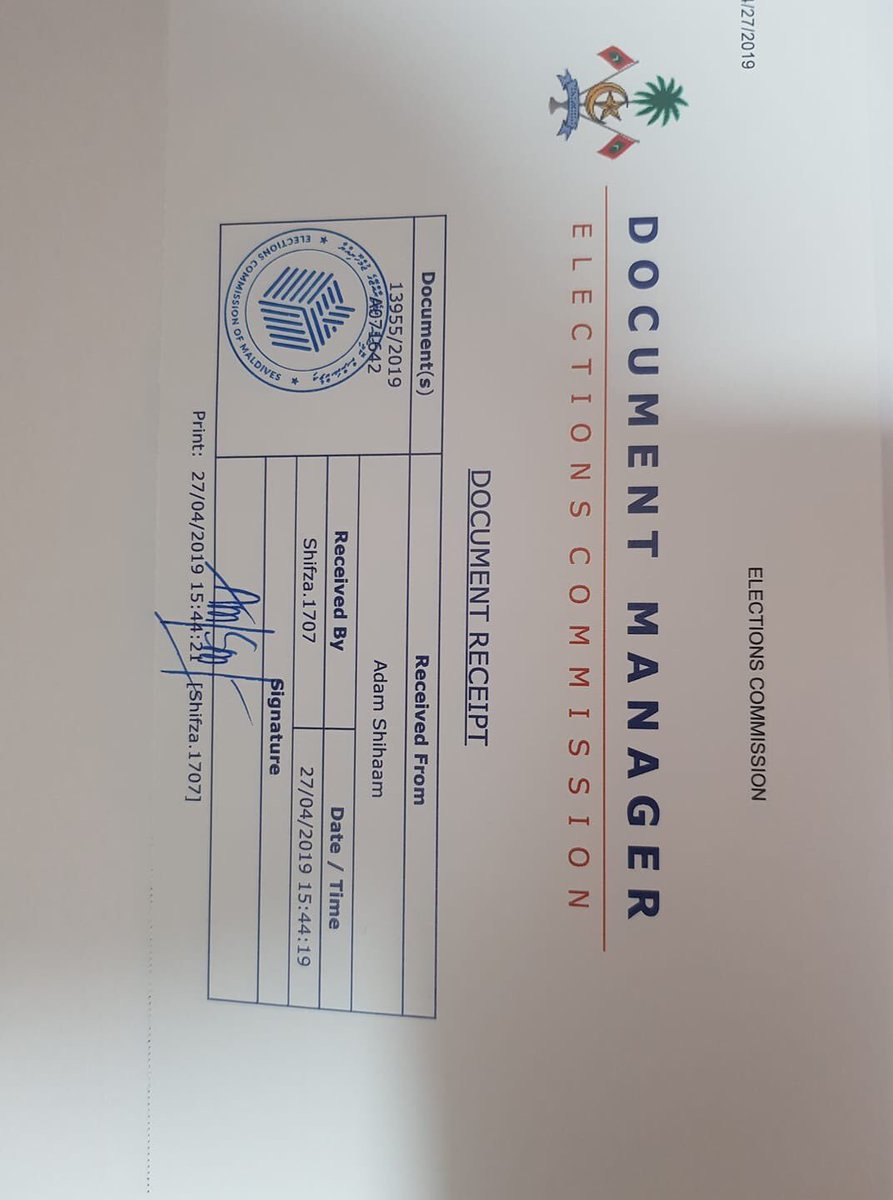 /27/2019
ELECTIONS COMMISSION
DOCUMENT MANAGER
ELECTIONS COMMISSION
DOCUMENT RECEIPT
Document(s)
Received From
13955/2019
A071642
Adam Shihaam
Received By
Date / Time
Shifza.1707
27/04/2019 15:44:19
Signature
ELECTIONS COMMISSION OF MALDIVES
Print: 27/04/2019 15:44:21 [Shifza.1707]